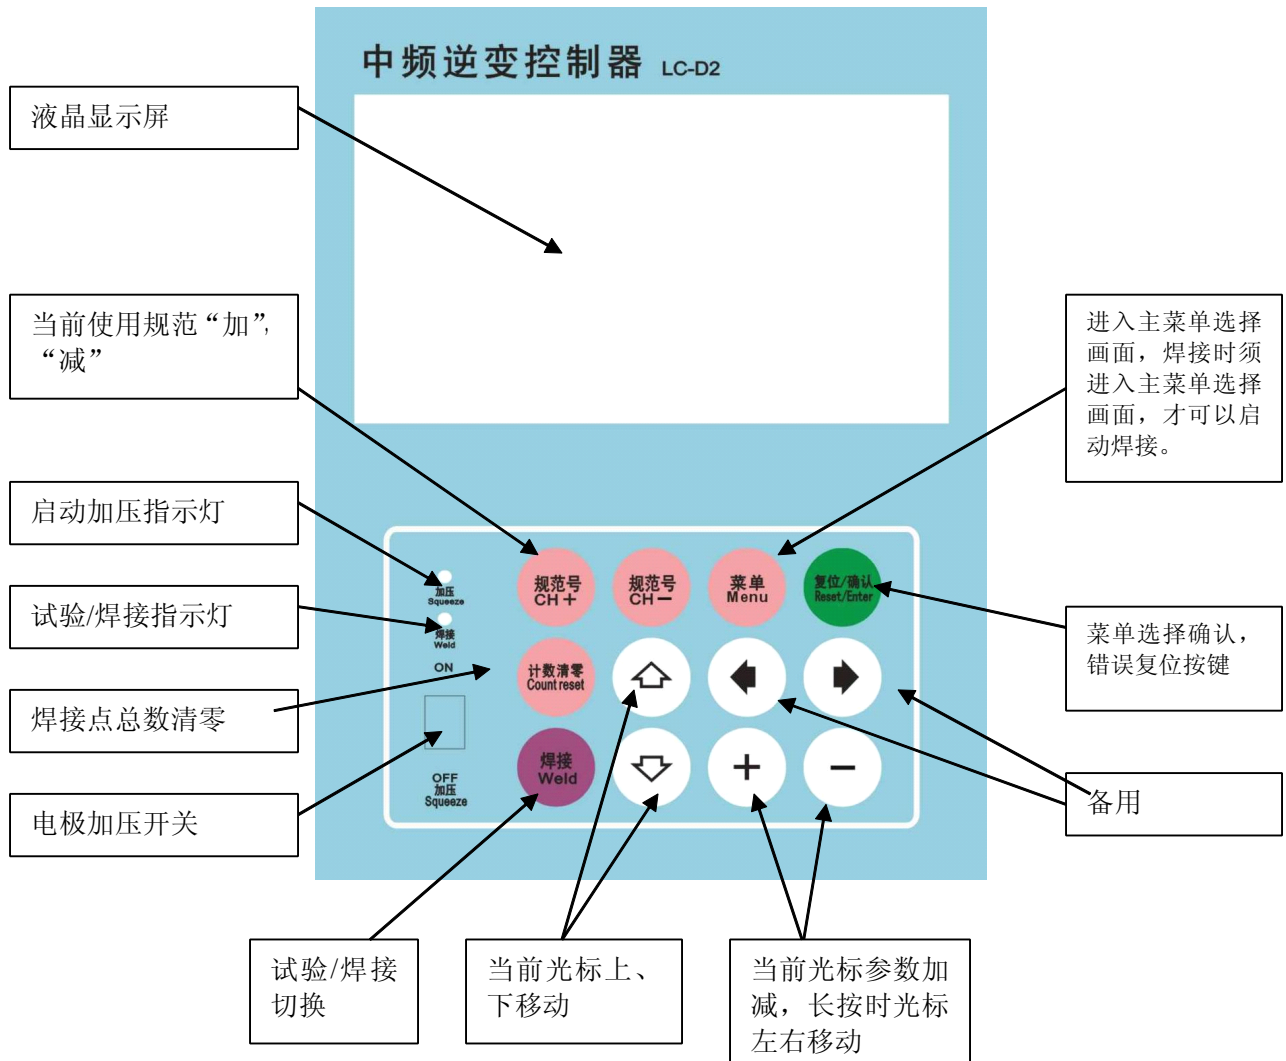 中频逆变控制器 LC-D2
液晶显示屏
当前使用规范“加”,
“减”
启动加压指示灯
试验/焊接指示灯
焊接点总数清零
电极加压开关
进入主菜单选择
画面，焊接时须
进入主菜单选择
画面，才可以启
动焊接。
菜单选择确认，
错误复位按键
备用
加压
Squeeze
焊接
Weld
ON
OFF
加压
Squeeze
规范号
CH＋
规范号
CH－
菜单
Menu
复位/确认
Reset/Enter
计数清零
Count reset
焊接
Weld
+
−
试验/焊接
切换
当前光标上、
下移动
当前光标参数加
减，长按时光标
左右移动